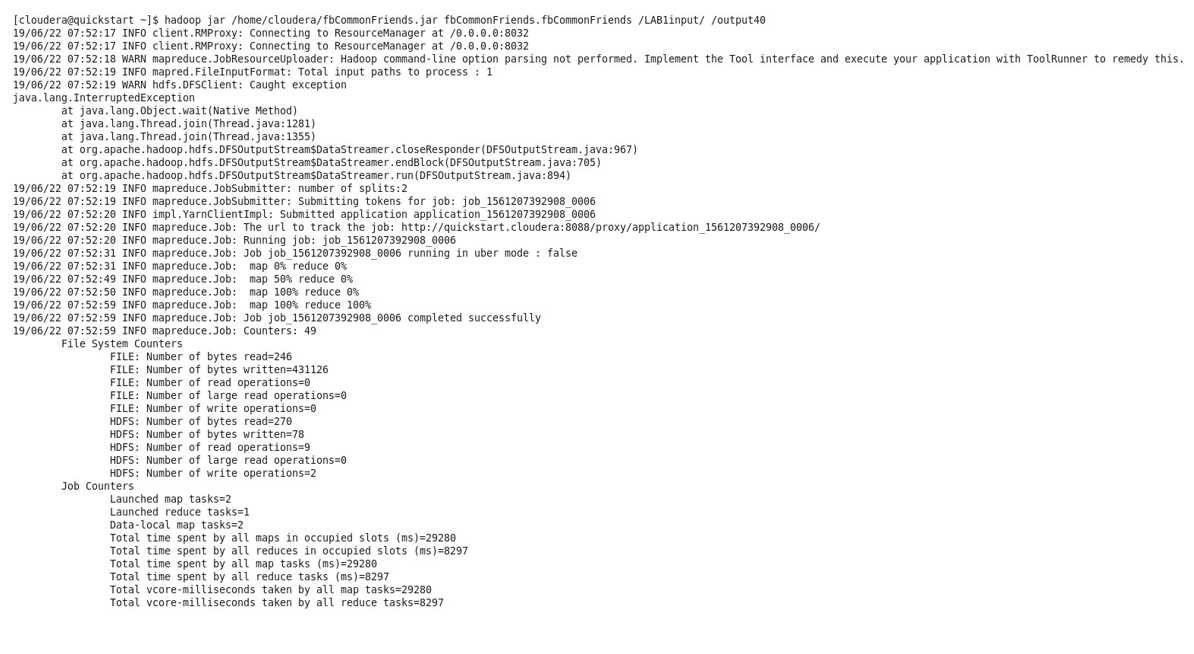 [cloudera@quickstart ~]$ hadoop jar /home/cloudera/fbCommonFriends.jar fbCommonFriends.fbCommonFriends /LAB1input/ /output40
19/06/22 07:52:17 INFO client.RMProxy: Connecting to ResourceManager at /0.0.0.0:8032
19/06/22 07:52:17 INFO client.RMProxy: Connecting to ResourceManager at /0.0.0.0:8032
19/06/22 07:52:18 WARN mapreduce.JobResourceUploader: Hadoop command-line option parsing not performed. Implement the Tool interface and execute your application with ToolRunner to remedy this.
19/06/22 07:52:19 INFO mapred.FileInputFormat: Total input paths to process : 1
19/06/22 07:52:19 WARN hdfs.DFSClient: Caught exception
java.lang.InterruptedException
	at java.lang.Object.wait(Native Method)
	at java.lang.Thread.join(Thread.java:1281)
	at java.lang.Thread.join(Thread.java:1355)
	at org.apache.hadoop.hdfs.DFSOutputStream$DataStreamer.closeResponder(DFSOutputStream.java:967)
	at org.apache.hadoop.hdfs.DFSOutputStream$DataStreamer.endBlock(DFSOutputStream.java:705)
	at org.apache.hadoop.hdfs.DFSOutputStream$DataStreamer.run(DFSOutputStream.java:894)
19/06/22 07:52:19 INFO mapreduce.JobSubmitter: number of splits:2
19/06/22 07:52:19 INFO mapreduce.JobSubmitter: Submitting tokens for job: job_1561207392908_0006
19/06/22 07:52:20 INFO impl.YarnClientImpl: Submitted application application_1561207392908_0006
19/06/22 07:52:20 INFO mapreduce.Job: The url to track the job: http://quickstart.cloudera:8088/proxy/application_1561207392908_0006/
19/06/22 07:52:20 INFO mapreduce.Job: Running job: job_1561207392908_0006
19/06/22 07:52:31 INFO mapreduce.Job: Job job_1561207392908_0006 running in uber mode : false
19/06/22 07:52:31 INFO mapreduce.Job:  map 0% reduce 0%
19/06/22 07:52:49 INFO mapreduce.Job:  map 50% reduce 0%
19/06/22 07:52:50 INFO mapreduce.Job:  map 100% reduce 0%
19/06/22 07:52:59 INFO mapreduce.Job:  map 100% reduce 100%
19/06/22 07:52:59 INFO mapreduce.Job: Job job_1561207392908_0006 completed successfully
19/06/22 07:52:59 INFO mapreduce.Job: Counters: 49
	File System Counters
		FILE: Number of bytes read=246
		FILE: Number of bytes written=431126
		FILE: Number of read operations=0
		FILE: Number of large read operations=0
		FILE: Number of write operations=0
		HDFS: Number of bytes read=270
		HDFS: Number of bytes written=78
		HDFS: Number of read operations=9
		HDFS: Number of large read operations=0
		HDFS: Number of write operations=2
	Job Counters
		Launched map tasks=2
		Launched reduce tasks=1
		Data-local map tasks=2
		Total time spent by all maps in occupied slots (ms)=29280
		Total time spent by all reduces in occupied slots (ms)=8297
		Total time spent by all map tasks (ms)=29280
		Total time spent by all reduce tasks (ms)=8297
		Total vcore-milliseconds taken by all map tasks=29280
		Total vcore-milliseconds taken by all reduce tasks=8297